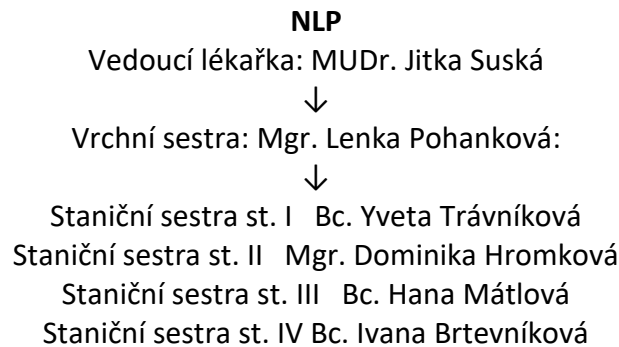 NLP
Vedoucí lékařka: MUDr. Jitka Suská
↓
Vrchní sestra: Mgr. Lenka Pohanková:
↓
Staniční sestra st. I Bc. Yveta Trávníková
Staniční sestra st. II Mgr. Dominika Hromková
Staniční sestra st. III Bc. Hana Mátlová
Staniční sestra st. IV Bc. Ivana Brtevníková